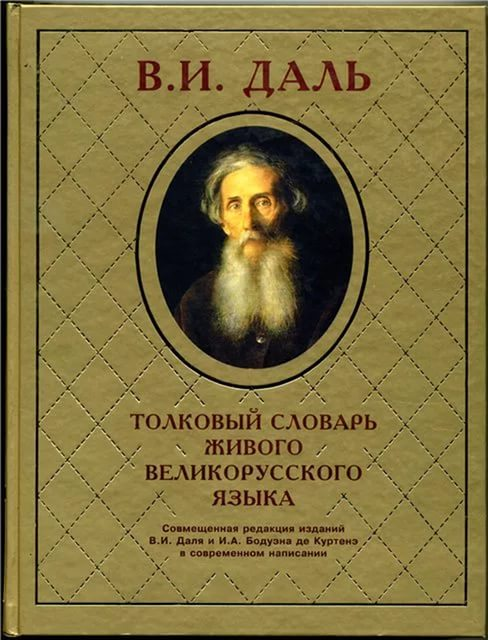 В.И. ДАЛЬ
ТОЛКОВЫЙ СЛОВАРЬ
ЖИВОГО
ВЕЛИКОРУССКОГО
ЯЗЫКА
Совмещенная редакция изданий
В.И. Даля и И.А. Бодуэна де Куртенэ
в современном написании